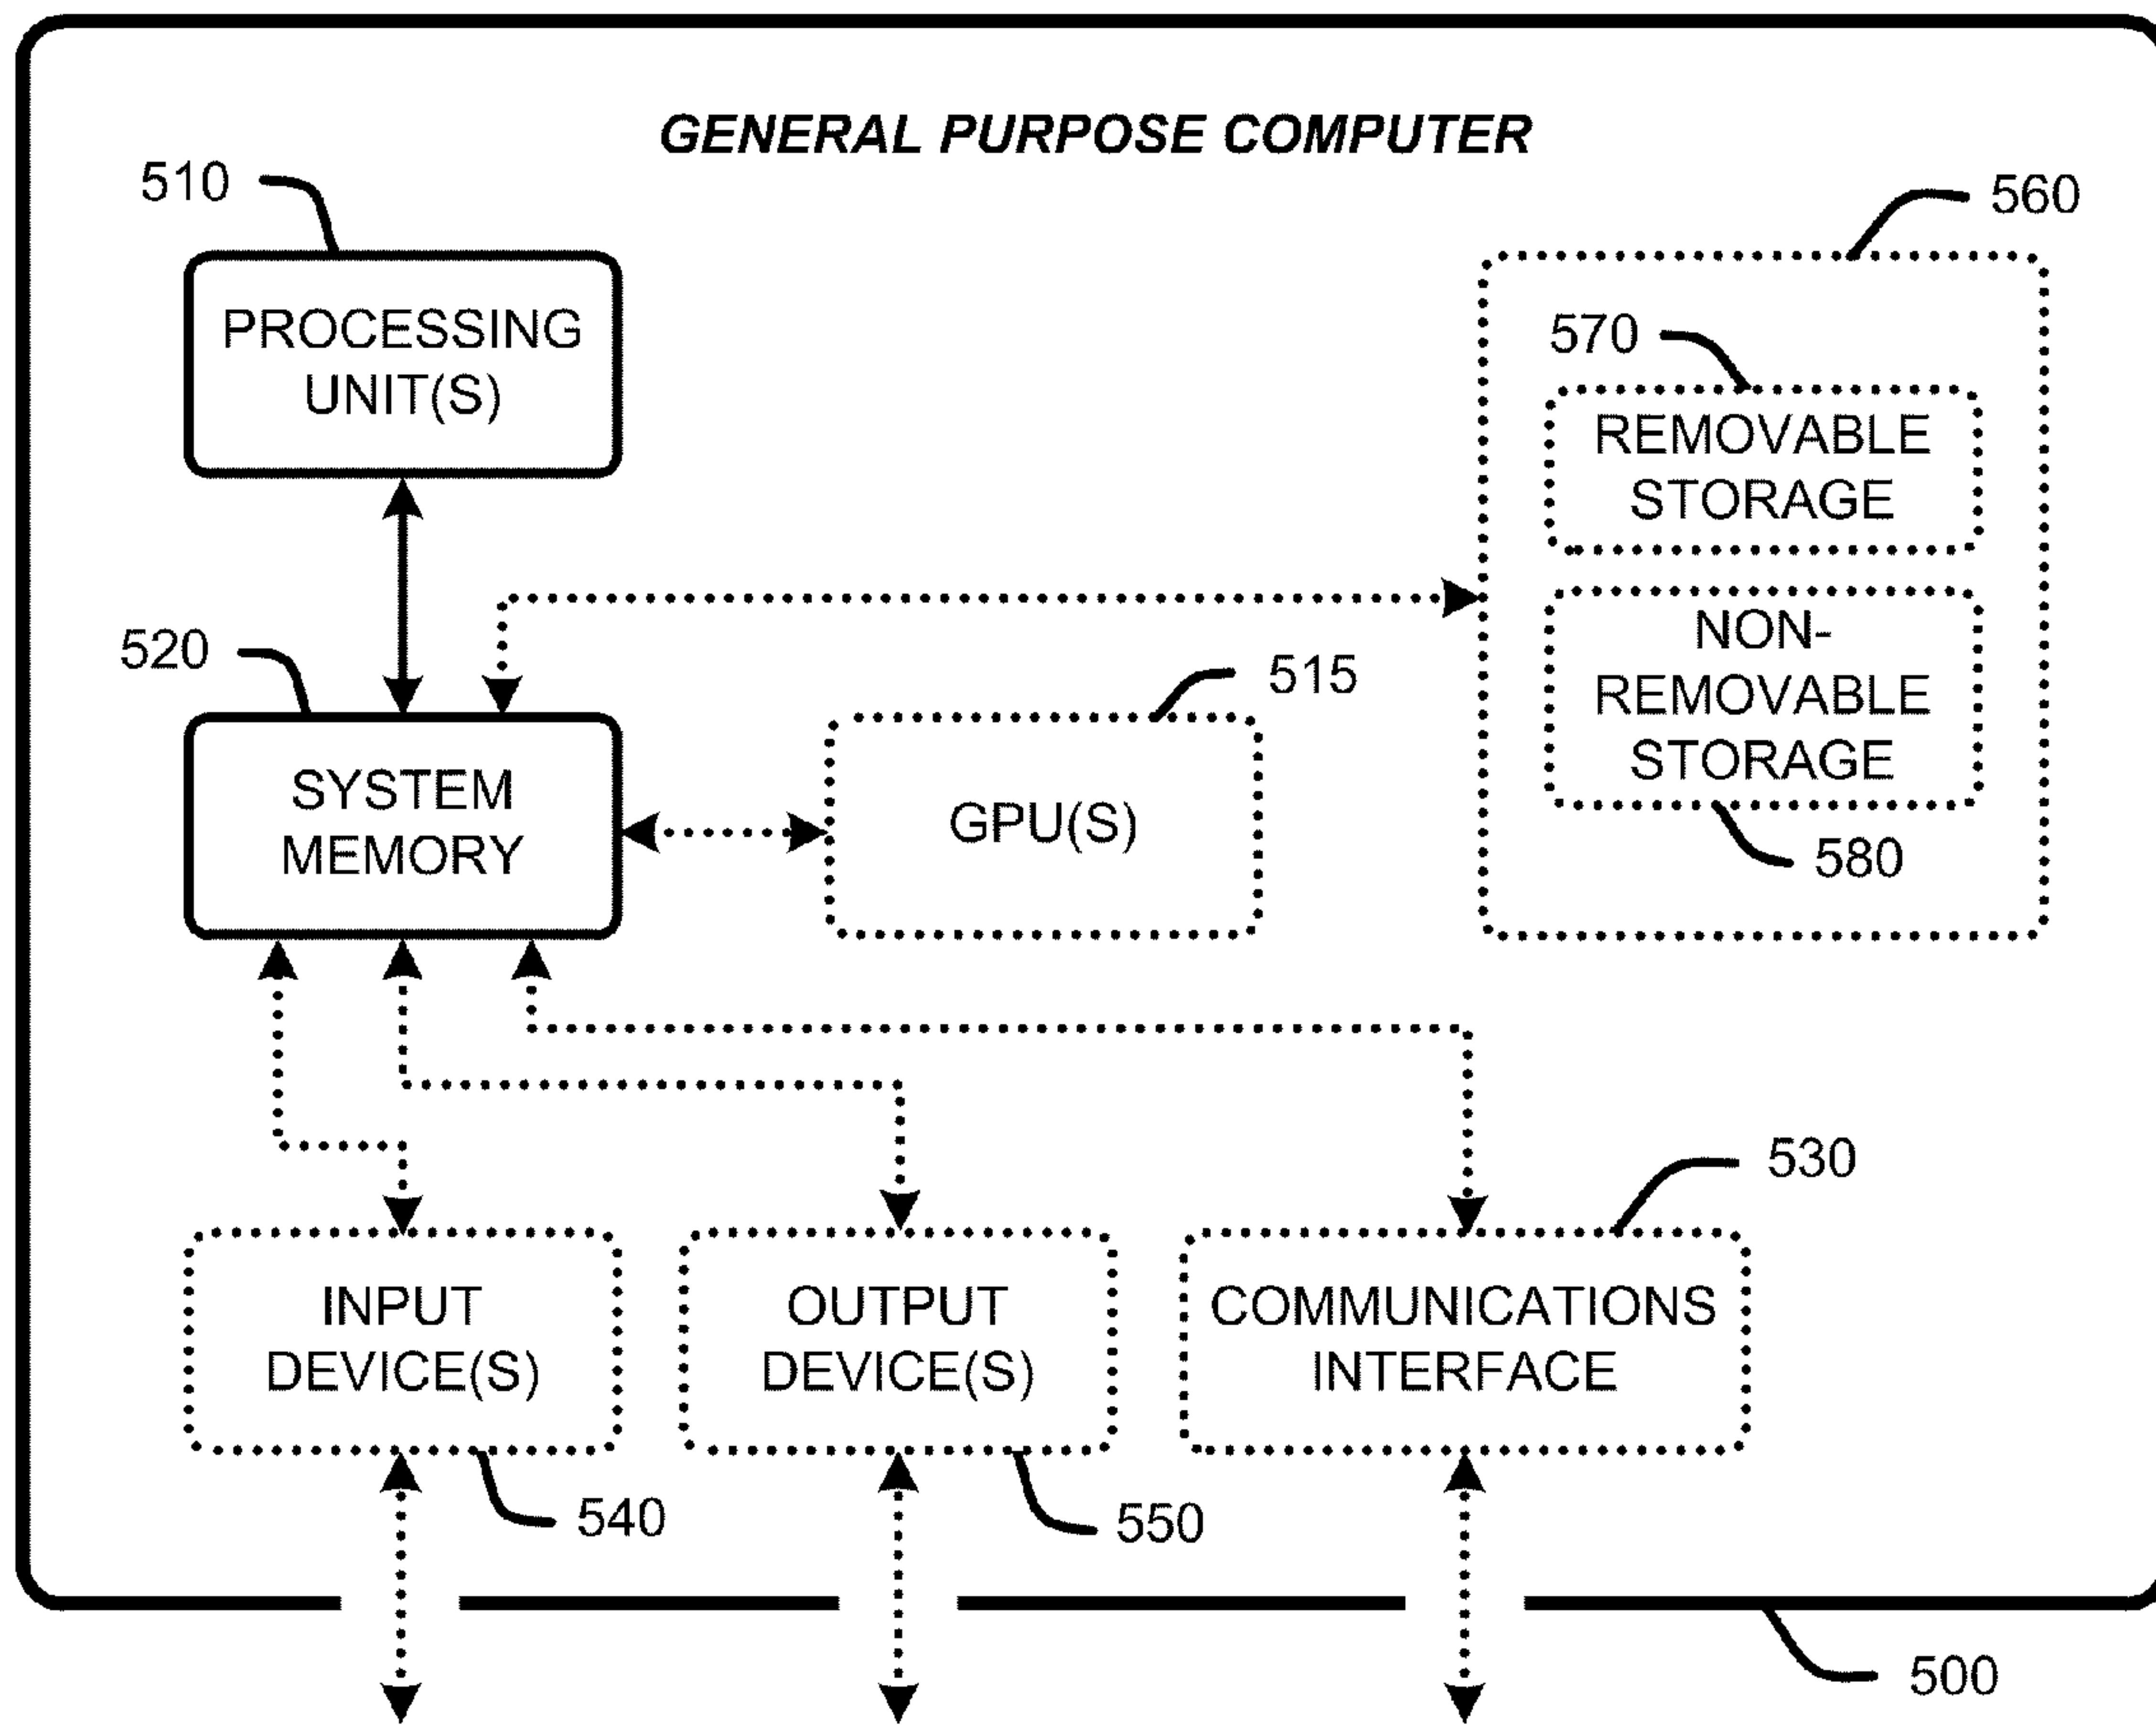 GENERAL PURPOSE COMPUTER
510
560
PROCESSING
UNIT(S)
570
REMOVABLE
STORAGE
520
NON-
REMOVABLE
STORAGE
515
SYSTEM
MEMORY
GPU(S)
580
530
INPUT
DEVICE(S)
OUTPUT
DEVICE(S)
COMMUNICATIONS
INTERFACE
540
550
500